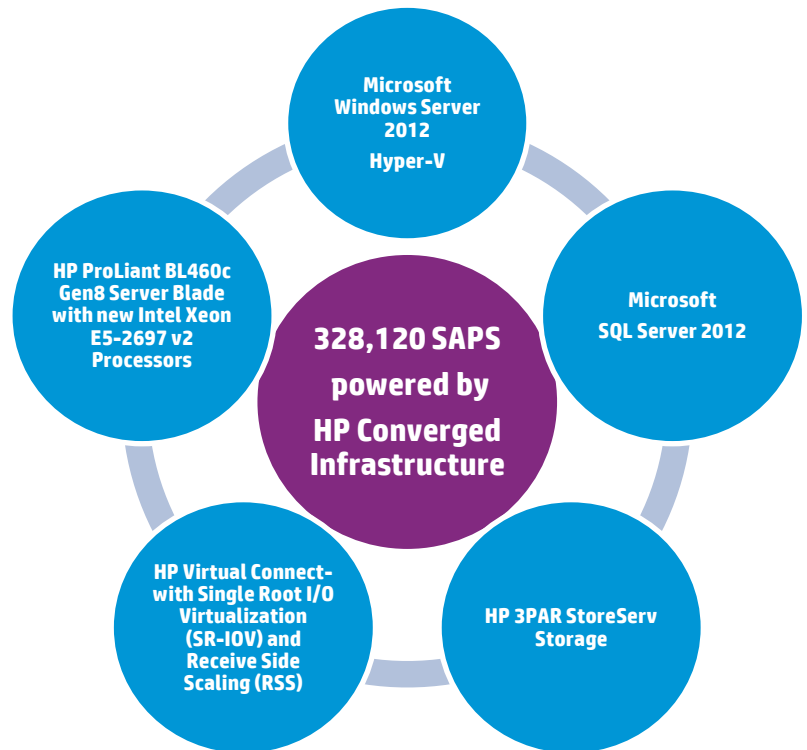 Microsoft
Windows Server
2012
Hyper-V
Microsoft
SQL Server 2012
HP 3PAR StoreServ
Storage
HP Virtual Connect-
with Single Root I/O
Virtualization
(SR-IOV) and
Receive Side
Scaling (RSS)
HP ProLiant BL460c
Gen8 Server Blade
with new Intel Xeon
E5-2697 v2
Processors
328,120 SAPS
powered by
HP Converged
Infrastructure